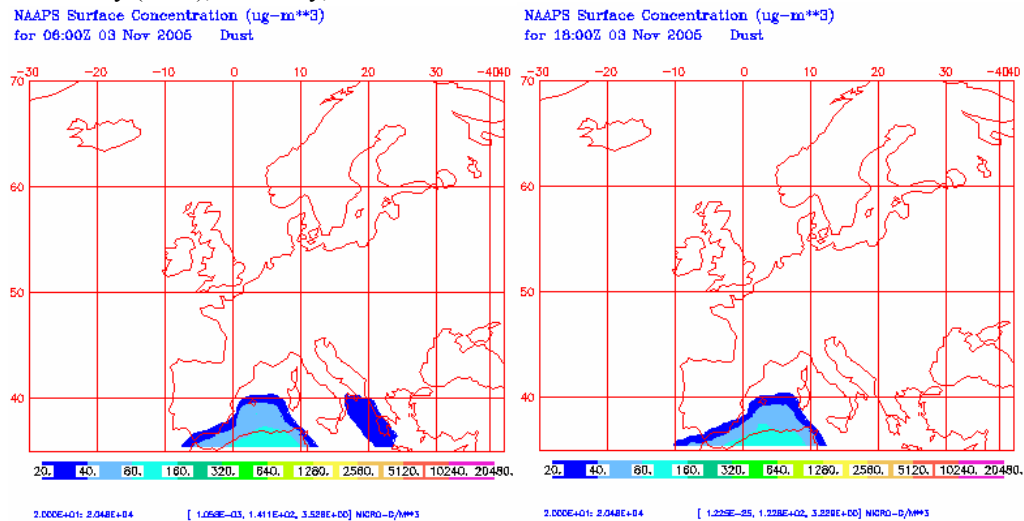 NAAPS Surface Concentration (ug-m**3)
for 06:00Z 03 Nov 2005 Dust
-30 -20 -10 0 10 20 30 -40
70
60
50
40
20. 40. 60. 160. 320. 640. 1280. 2560. 5120. 10240. 20480.
2.000E+01: 2.048E+04
NAAPS Surface Concentration (ug-m**3)
for 18:00Z 03 Nov 2005 Dust
40 -20 -10 0 10 20 30 -40
60
50
40
20. 40. 60. 160. 320. 640. 1280. 2560. 5120. 10240. 20480.
2.000E+01: 2.048E+04